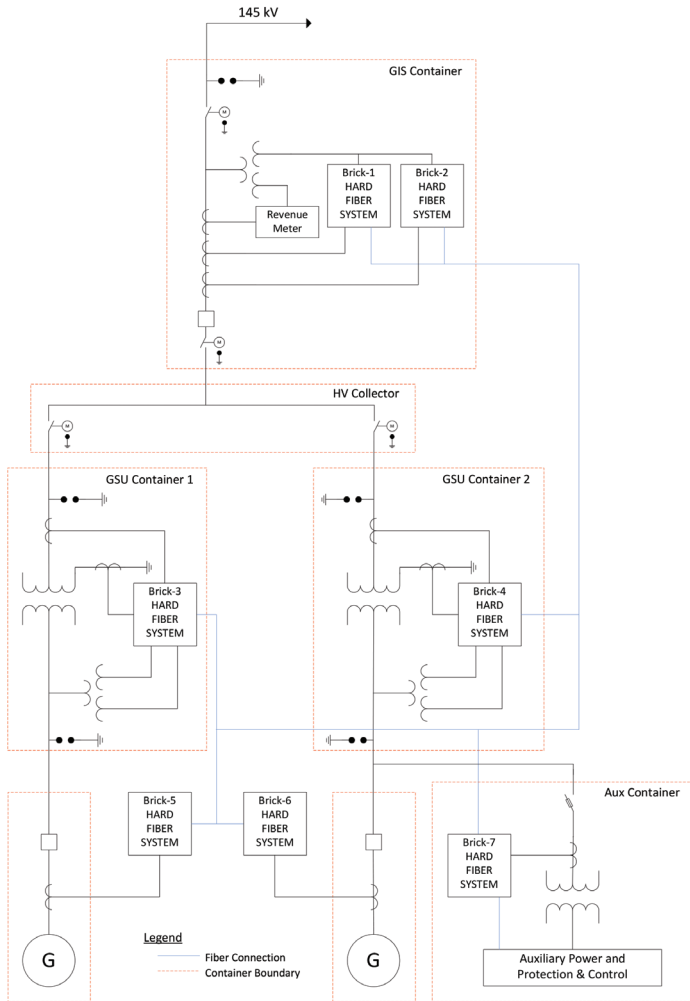 145 kV
GIS Container
M
Brick-1
HARD
FIBER
SYSTEM
Brick-2
HARD
FIBER
SYSTEM
Revenue
Meter
M
HV Collector
M
M
GSU Container 1
GSU Container 2
Brick-3
HARD
FIBER
SYSTEM
Brick-4
HARD
FIBER
SYSTEM
Aux Container
Brick-5
HARD
FIBER
SYSTEM
Brick-6
HARD
FIBER
SYSTEM
Brick-7
HARD
FIBER
SYSTEM
G
G
Legend
Fiber Connection
Container Boundary
Auxiliary Power and
Protection & Control